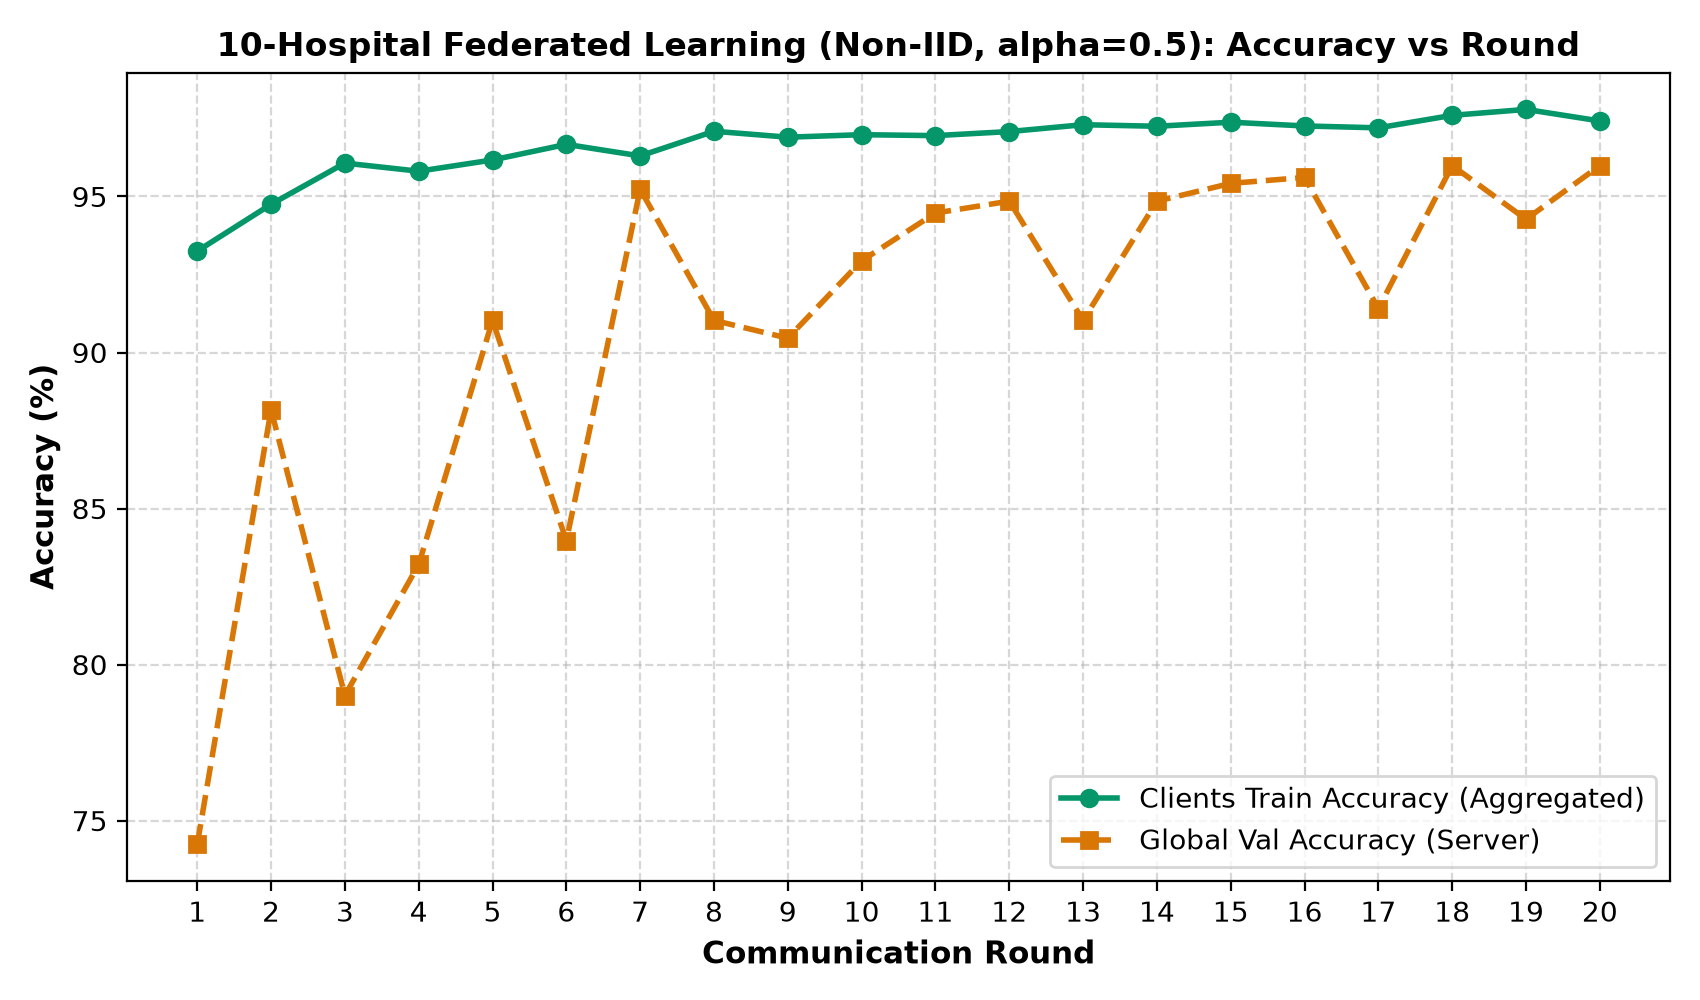 10-Hospital Federated Learning (Non-IID, alpha=0.5): Accuracy vs Round
Accuracy (%)
95
90
85
80
75
Clients Train Accuracy (Aggregated)
Global Val Accuracy (Server)
1 2 3 4 5 6 7 8 9 10 11 12 13 14 15 16 17 18 19 20
Communication Round